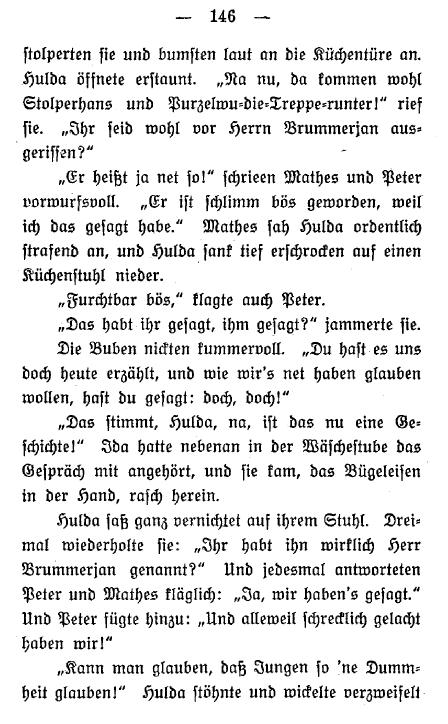 — 146 —
stolperten sie und bumsten laut an die Küchentüre an.
Hulda öffnete erstaunt. „Na nu, da kommen wohl
Stolperhans und Purzelwu-die-Treppe-runter!“ rief
sie. „Ihr seid wohl vor Herrn Brummerjan aus-
gerissen?“
„Er heißt ja net so!“ schrieen Mathes und Peter
vorwurfsvoll. „Er ist schlimm bös geworden, weil
ich das gesagt habe.“ Mathes sah Hulda ordentlich
strafend an, und Hulda sank tief erschrocken auf einen
Küchenstuhl nieder.
„Furchtbar bös,“ klagte auch Peter.
„Das habt ihr gesagt, ihm gesagt?“ jammerte sie.
Die Buben nickten kummervoll. „Du hast es uns
doch heute erzählt, und wie wir's net haben glauben
wollen, hast du gesagt: doch, doch!“
„Das stimmt, Hulda, na, ist das nu eine Ge-
schichte!“ Ida hatte nebenan in der Wäschestube das
Gespräch mit angehört, und sie kam, das Bügeleisen
in der Hand, rasch herein.
Hulda saß ganz vernichtet auf ihrem Stuhl. Drei-
mal wiederholte sie: „Ihr habt ihn wirklich Herr
Brummerjan genannt?“ Und jedesmal antworteten
Peter und Mathes kläglich: „Ja, wir haben's gesagt.“
Und Peter fügte hinzu: „Und alleweil schrecklich gelacht
haben wir!“
„Kann man glauben, daß Jungen so 'ne Dumm-
heit glauben!“ Hulda stöhnte und wickelte verzweifelt